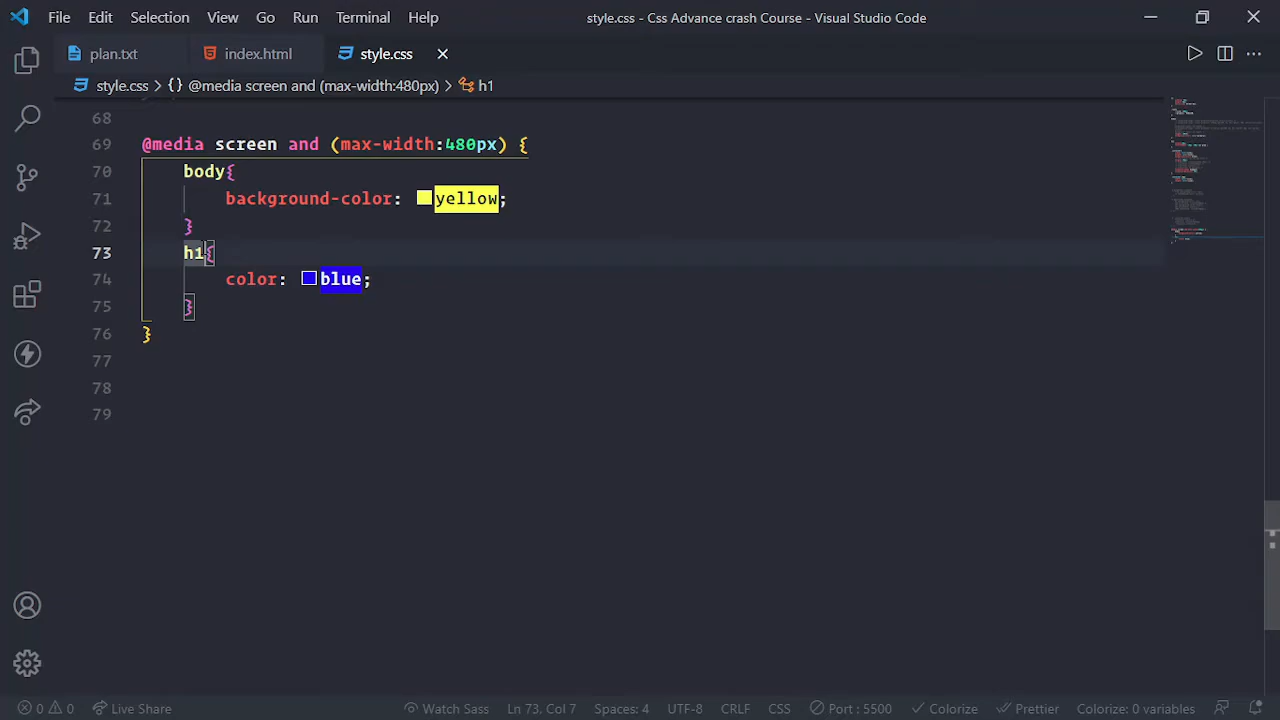 File Edit Selection View Go Run Terminal Help style.css - Css Advance crash Course - Visual Studio Code
plan.txt index.html style.css
style.css > {} @media screen and (max-width:480px) > h1
68
69 @media screen and (max-width:480px) {
70 body{
71 background-color: yellow;
72 }
73 h1{
74 color: blue;
75 }
76 }
77
78
79
0 0 Live Share Watch Sass Ln 73, Col 7 Spaces: 4 UTF-8 CRLF CSS Port : 5500 Colorize Prettier Colorize: 0 variables